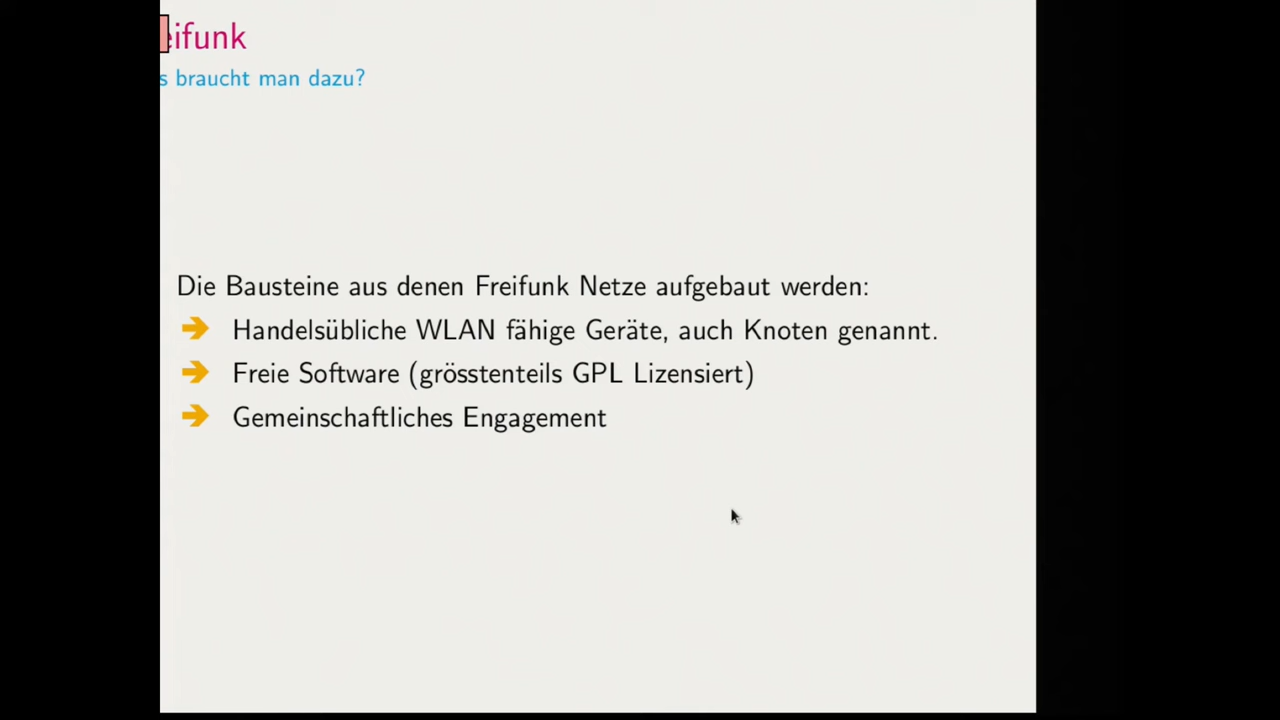 eifunk
s braucht man dazu?
Die Bausteine aus denen Freifunk Netze aufgebaut werden:
➔ Handelsübliche WLAN fähige Geräte, auch Knoten genannt.
➔ Freie Software (grösstenteils GPL Lizensiert)
➔ Gemeinschaftliches Engagement